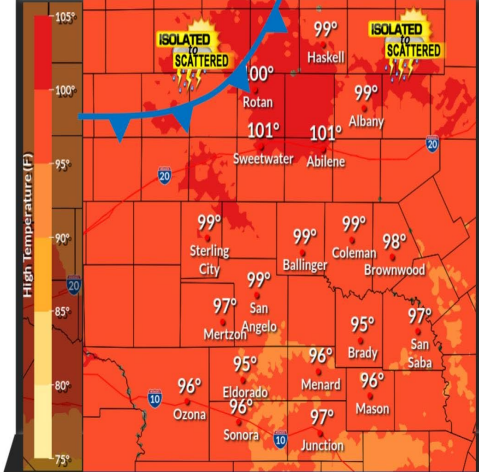 High Temperature (F)
105°
100°
95°
90°
85°
80°
75°
ISOLATED
to
SCATTERED
ISOLATED
to
SCATTERED
99°
Haskell
100°
Rotan
99°
Albany
101°
Sweetwater
101°
Abilene
20
20
20
99°
Sterling
City
99°
Ballinger
99°
Coleman
98°
Brownwood
99°
San
Angelo
97°
Mertzon
95°
Brady
97°
San
Saba
95°
Eldorado
96°
Menard
96°
Mason
96°
Ozona
96°
Sonora
97°
Junction
10
10